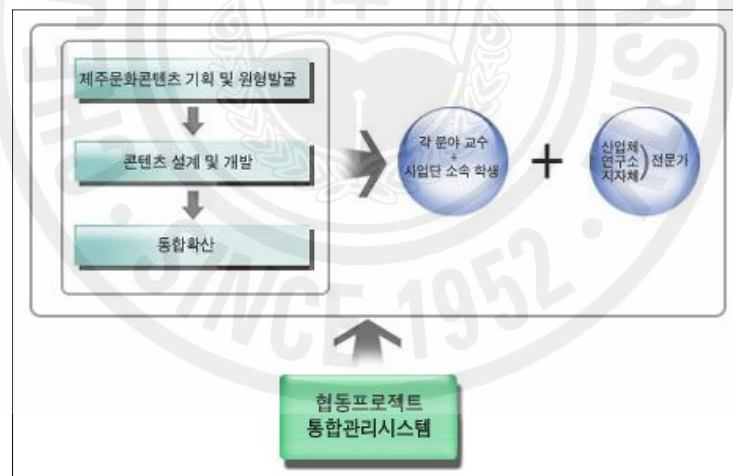 제주문화콘텐츠 기획 및 원형발굴
콘텐츠 설계 및 개발
통합확산
각 분야 교수
+
사업단 소속 학생
+
산업체
연구소) 전문가
지자체
협동프로젝트
통합관리시스템
SINCE 1952